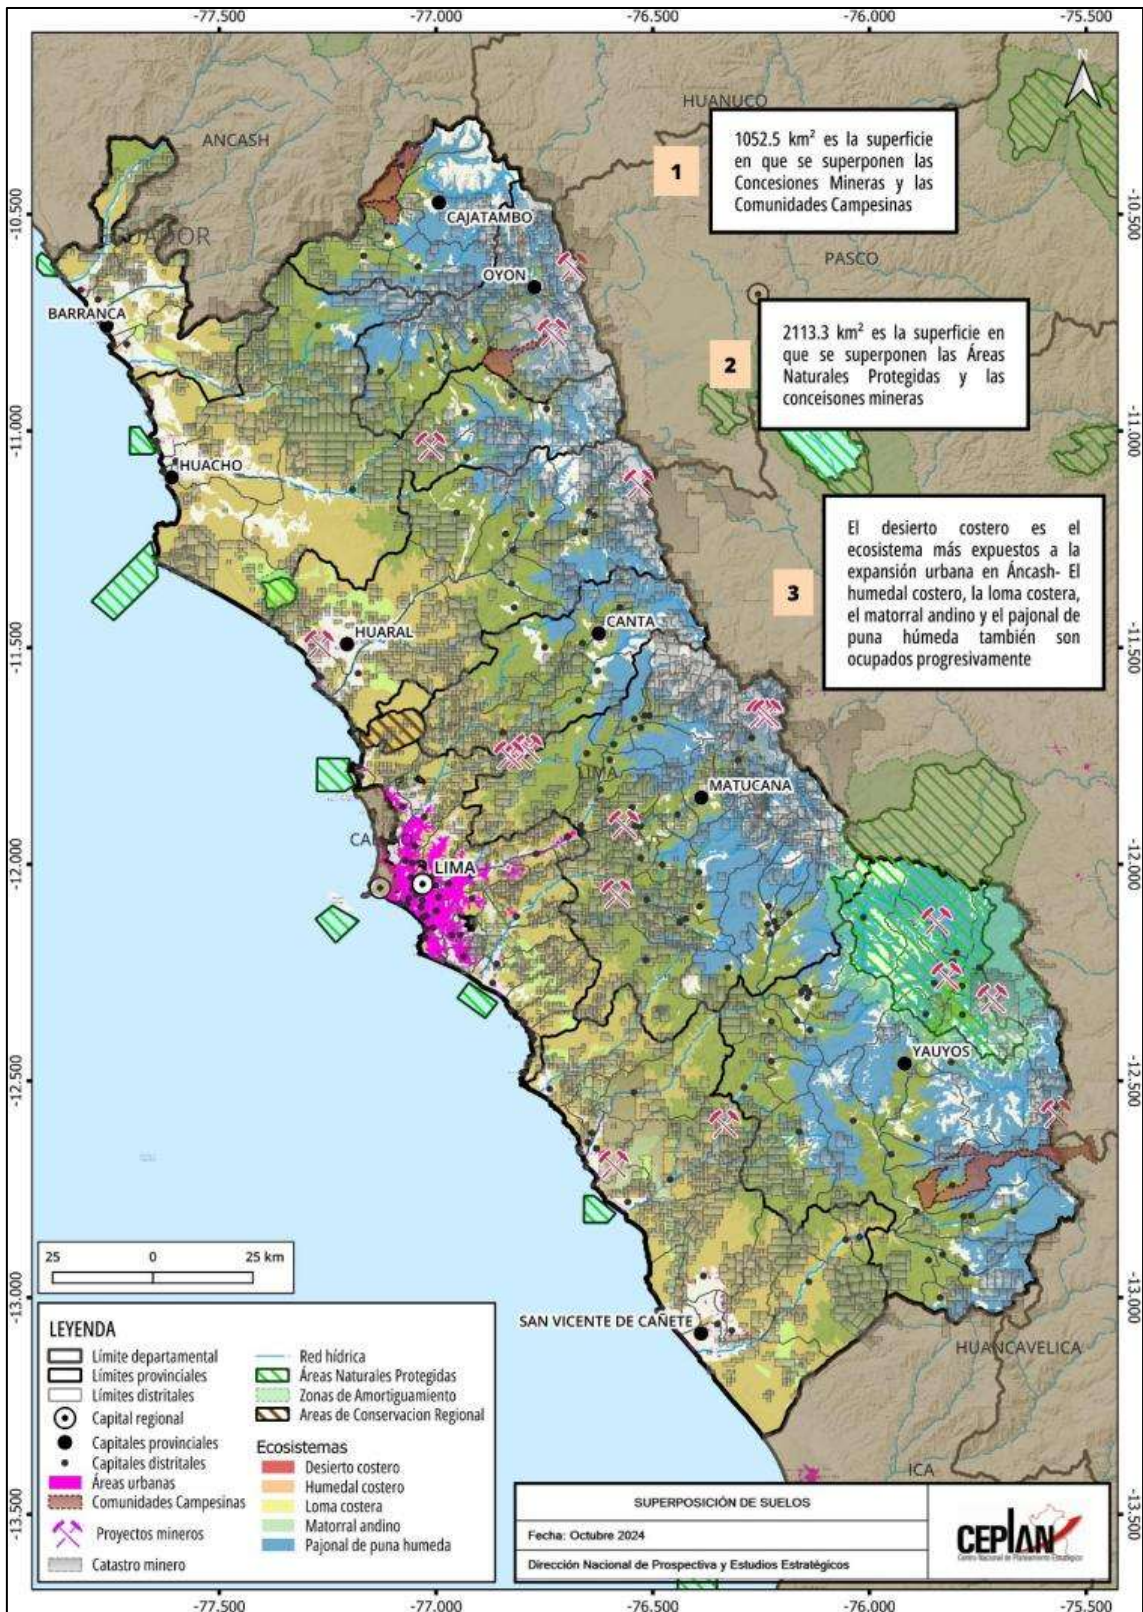 -77.500
-77.000
-76.500
-76.000
-75.500
N
HUANUCO
ANCASH
1
1052.5 km² es la superficie
en que se superponen las
Concesiones Mineras y las
Comunidades Campesinas
-10.500
-10.500
CAJATAMBO
ECUADOR
PASCO
OYON
BARRANCA
2
2113.3 km² es la superficie en
que se superponen las Áreas
Naturales Protegidas y las
conceisones mineras
-11.000
-11.000
HUACHO
3
El desierto costero es el
ecosistema más expuestos a la
expansión urbana en Áncash- El
humedal costero, la loma costera,
el matorral andino y el pajonal de
puna húmeda también son
ocupados progresivamente
CANTA
HUARAL
-11.500
-11.500
LIMA
MATUCANA
-12.000
-12.000
LIMA
YAUYOS
-12.500
-12.500
25 0 25 km
-13.000
-13.000
SAN VICENTE DE CAÑETE
HUANCAVELICA
ICA
LEYENDA
Límite departamental
Límites provinciales
Límites distritales
Capital regional
Capitales provinciales
Capitales distritales
Áreas urbanas
Comunidades Campesinas
Proyectos mineros
Catastro minero
Red hídrica
Áreas Naturales Protegidas
Zonas de Amortiguamiento
Areas de Conservacion Regional
Ecosistemas
Desierto costero
Humedal costero
Loma costera
Matorral andino
Pajonal de puna humeda
-13.500
-13.500
SUPERPOSICIÓN DE SUELOS
Fecha: Octubre 2024
Dirección Nacional de Prospectiva y Estudios Estratégicos
CEPLAN
Centro Nacional de Planeamiento Estratégico
-77.500
-77.000
-76.500
-76.000
-75.500